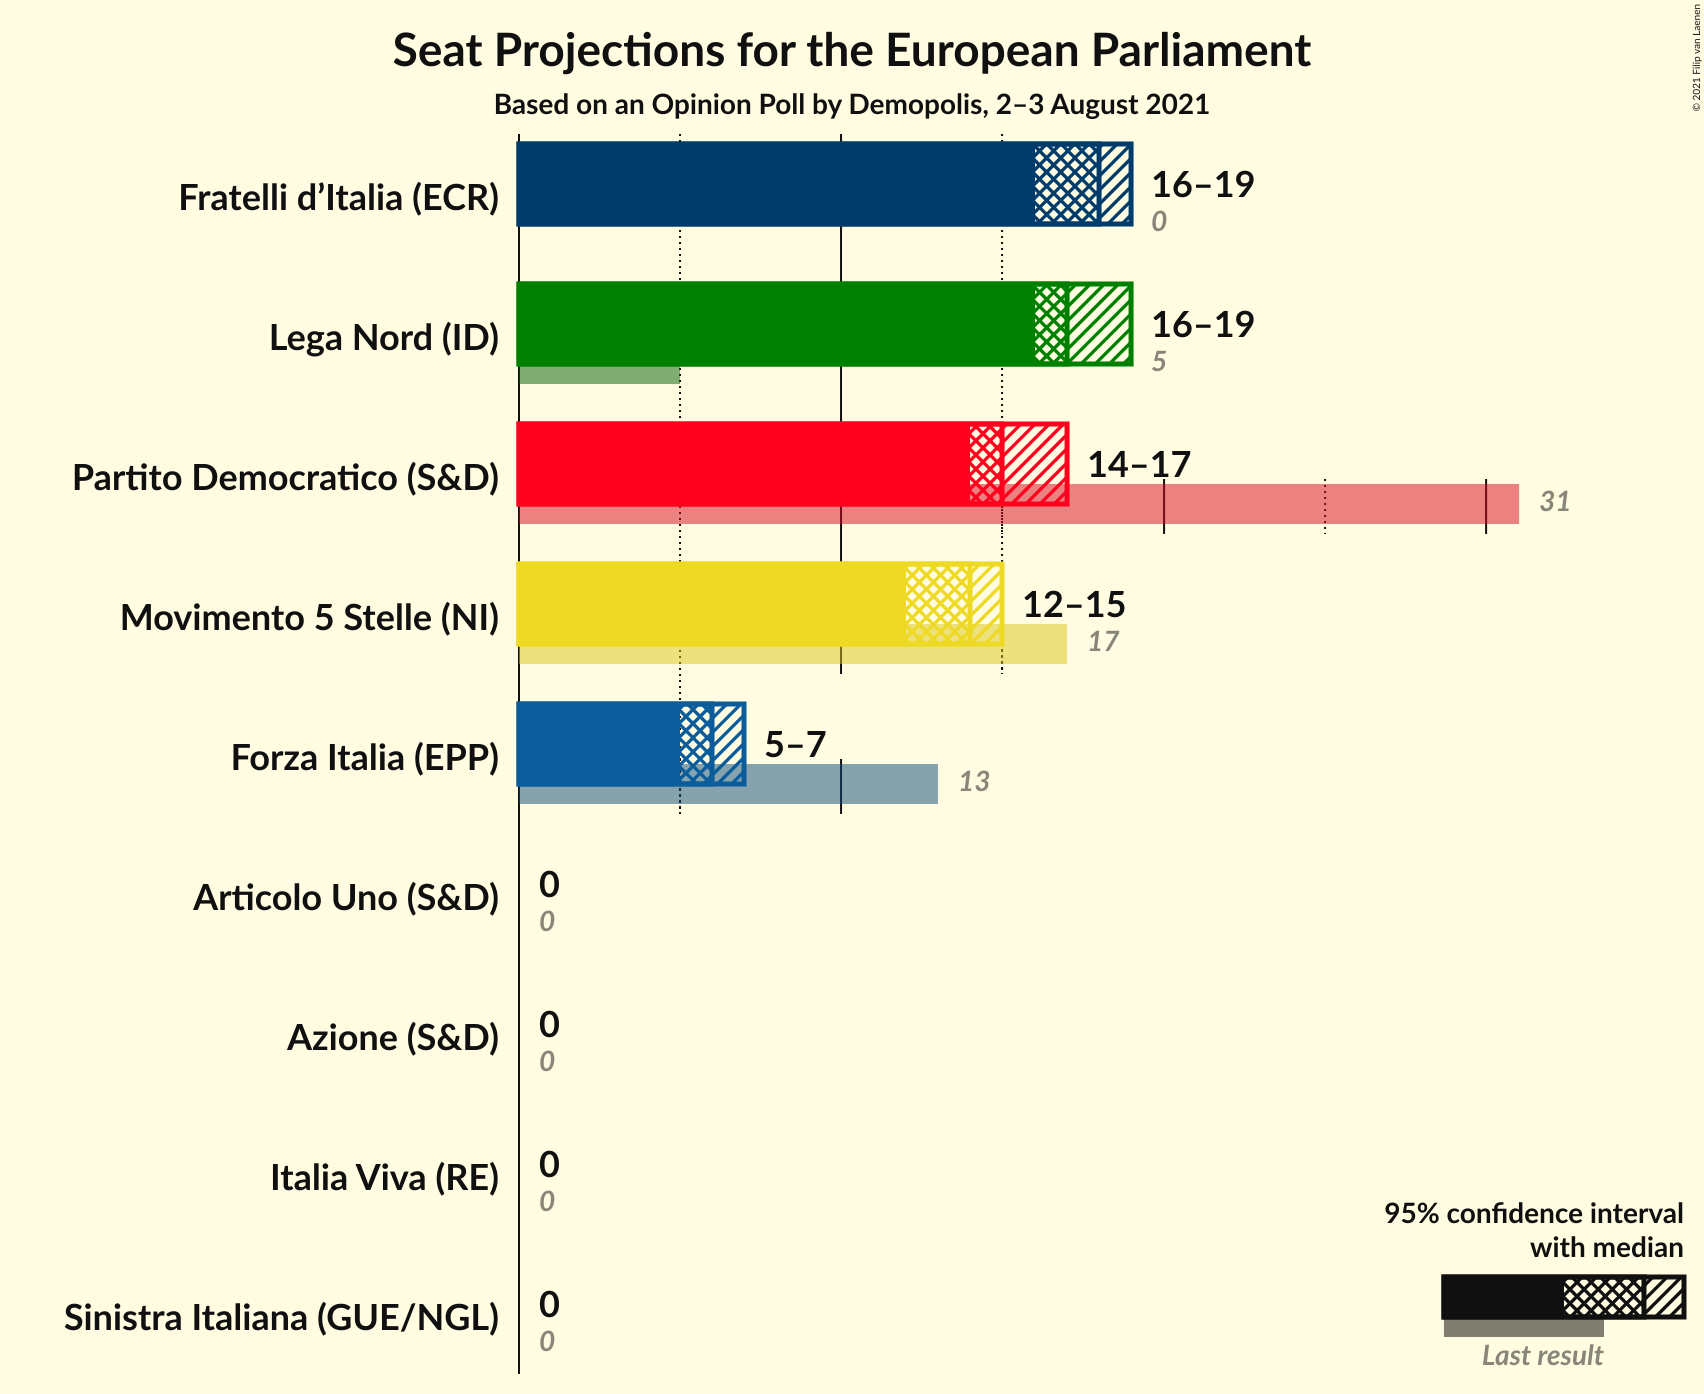 Seat Projections for the European Parliament
Based on an Opinion Poll by Demopolis, 2–3 August 2021
© 2021 Filip van Laenen
Fratelli d’Italia (ECR)
16–19
0
Lega Nord (ID)
16–19
5
Partito Democratico (S&D)
14–17
31
Movimento 5 Stelle (NI)
12–15
17
Forza Italia (EPP)
5–7
13
Articolo Uno (S&D)
0
0
Azione (S&D)
0
0
Italia Viva (RE)
0
0
Sinistra Italiana (GUE/NGL)
0
0
95% confidence interval
with median
Last result